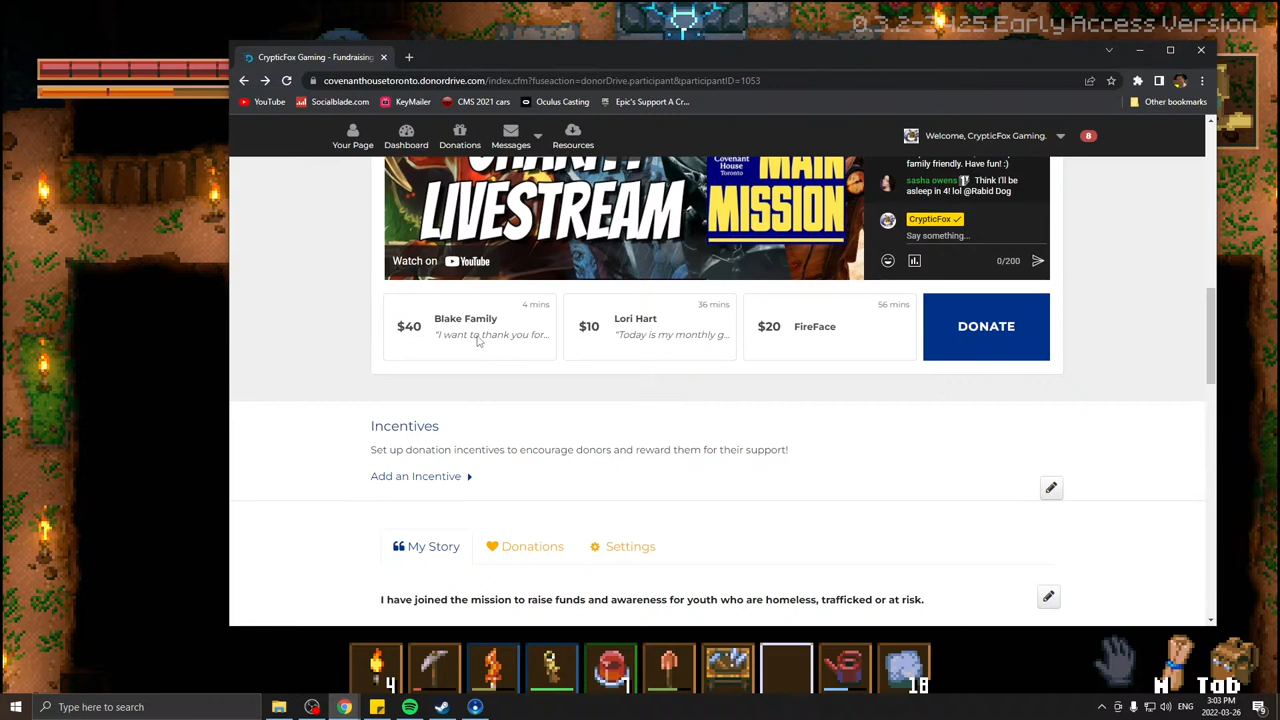 0.3.2-3425 Early Access Version
CrypticFox Gaming - Fundraising
covenanthousetoronto.donordrive.com/index.cfm?fuseaction=donorDrive.participant&participantID=1053
YouTube Socialblade.com KeyMailer CMS 2021 cars Oculus Casting Epic's Support A Cr... Other bookmarks
Your Page Dashboard Donations Messages Resources Welcome, CrypticFox Gaming. 8
CHARITY
LIVESTREAM
Covenant
House
Toronto
MAIN
MISSION
Watch on YouTube
family friendly. Have fun! :)
sasha owens Think I'll be
asleep in 4! lol @Rabid Dog
CrypticFox
Say something...
0/200
4 mins
$40 Blake Family
"I want to thank you for...
36 mins
$10 Lori Hart
"Today is my monthly g...
56 mins
$20 FireFace
DONATE
Incentives
Set up donation incentives to encourage donors and reward them for their support!
Add an Incentive
My Story Donations Settings
I have joined the mission to raise funds and awareness for youth who are homeless, trafficked or at risk.
4
18
M Tab
Type here to search
ENG
3:03 PM
2022-03-26